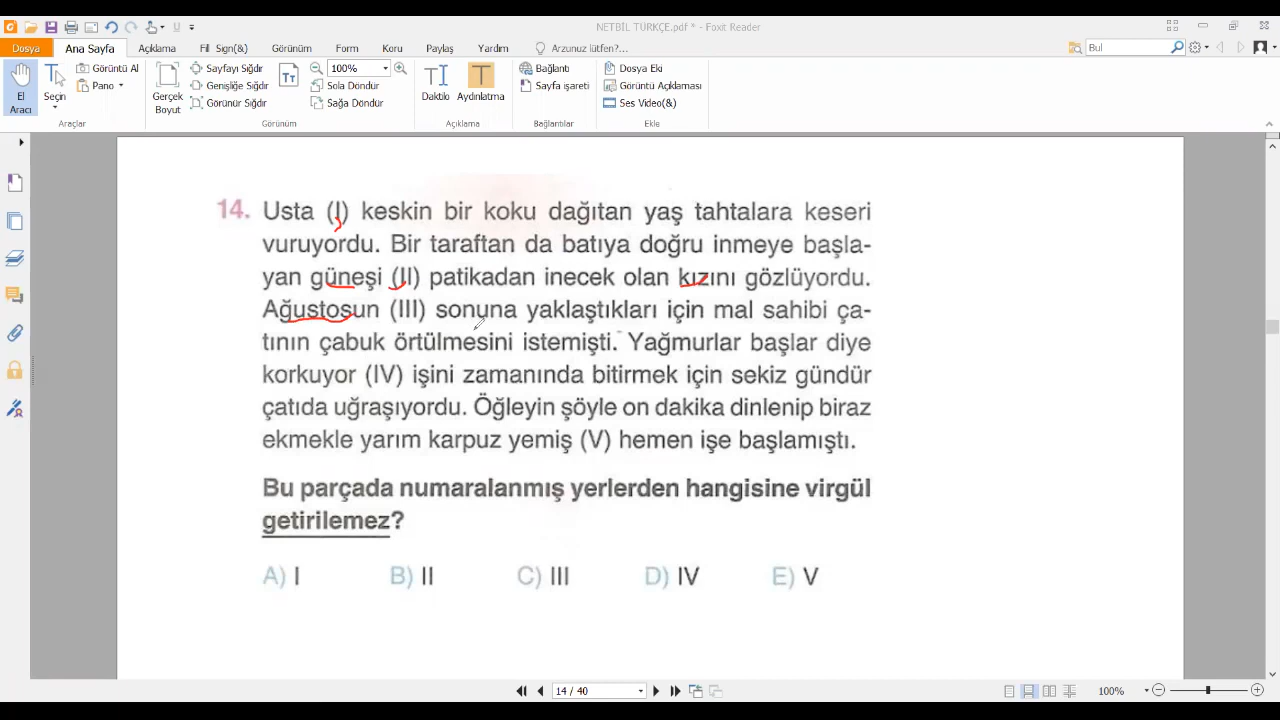 NETBİL TÜRKÇE.pdf * - Foxit Reader
Dosya Ana Sayfa Açıklama Fil Sign(&) Görünüm Form Koru Paylaş Yardım Arzunuz lütfen?... Bul
El Aracı
Seçin
Görüntü Al
Pano
Araçlar
Gerçek Boyut
Sayfayı Sığdır
Genişliğe Sığdır
Görünür Sığdır
100%
Sola Döndür
Sağa Döndür
Görünüm
Daktilo
Aydınlatma
Açıklama
Bağlantı
Sayfa işareti
Bağlantılar
Dosya Eki
Görüntü Açıklaması
Ses Video(&)
Ekle
14. Usta (I) keskin bir koku dağıtan yaş tahtalara keseri
vuruyordu. Bir taraftan da batıya doğru inmeye başla-
yan güneşi (II) patikadan inecek olan kızını gözlüyordu.
Ağustosun (III) sonuna yaklaştıkları için mal sahibi ça-
tının çabuk örtülmesini istemişti. Yağmurlar başlar diye
korkuyor (IV) işini zamanında bitirmek için sekiz gündür
çatıda uğraşıyordu. Öğleyin şöyle on dakika dinlenip biraz
ekmekle yarım karpuz yemiş (V) hemen işe başlamıştı.
Bu parçada numaralanmış yerlerden hangisine virgül
getirilemez?
A) I B) II C) III D) IV E) V
14 / 40
100%